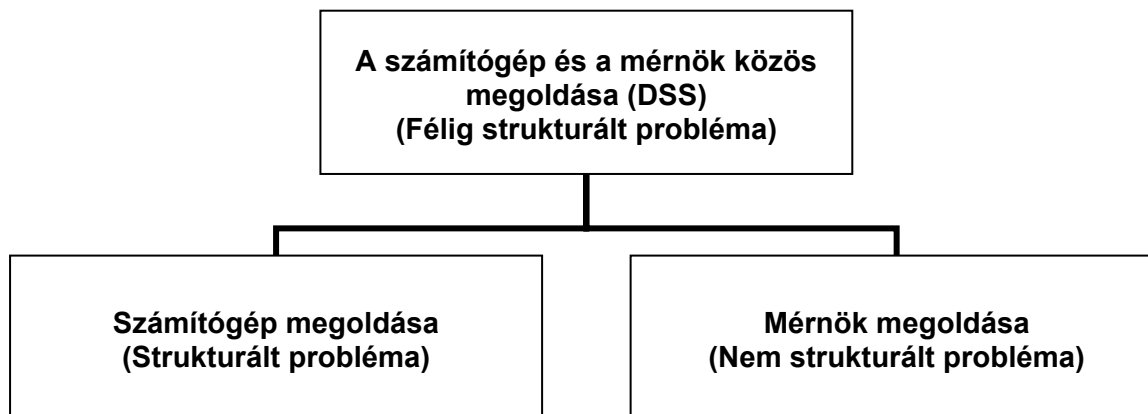 A számítógép és a mérnök közös
megoldása (DSS)
(Félig strukturált probléma)
Számítógép megoldása
(Strukturált probléma)
Mérnök megoldása
(Nem strukturált probléma)